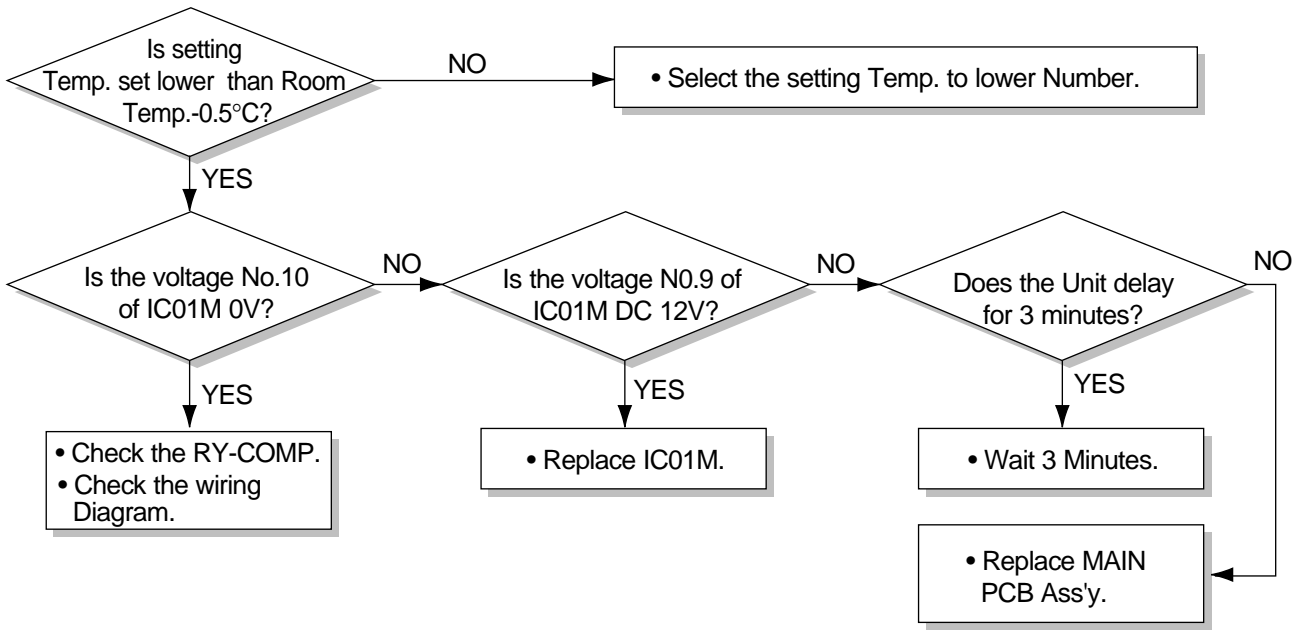 Is setting
Temp. set lower than Room
Temp.-0.5°C?
NO
• Select the setting Temp. to lower Number.
YES
Is the voltage No.10
of IC01M 0V?
NO
Is the voltage N0.9 of
IC01M DC 12V?
NO
Does the Unit delay
for 3 minutes?
NO
YES
YES
YES
• Check the RY-COMP.
• Check the wiring
Diagram.
• Replace IC01M.
• Wait 3 Minutes.
• Replace MAIN
PCB Ass'y.